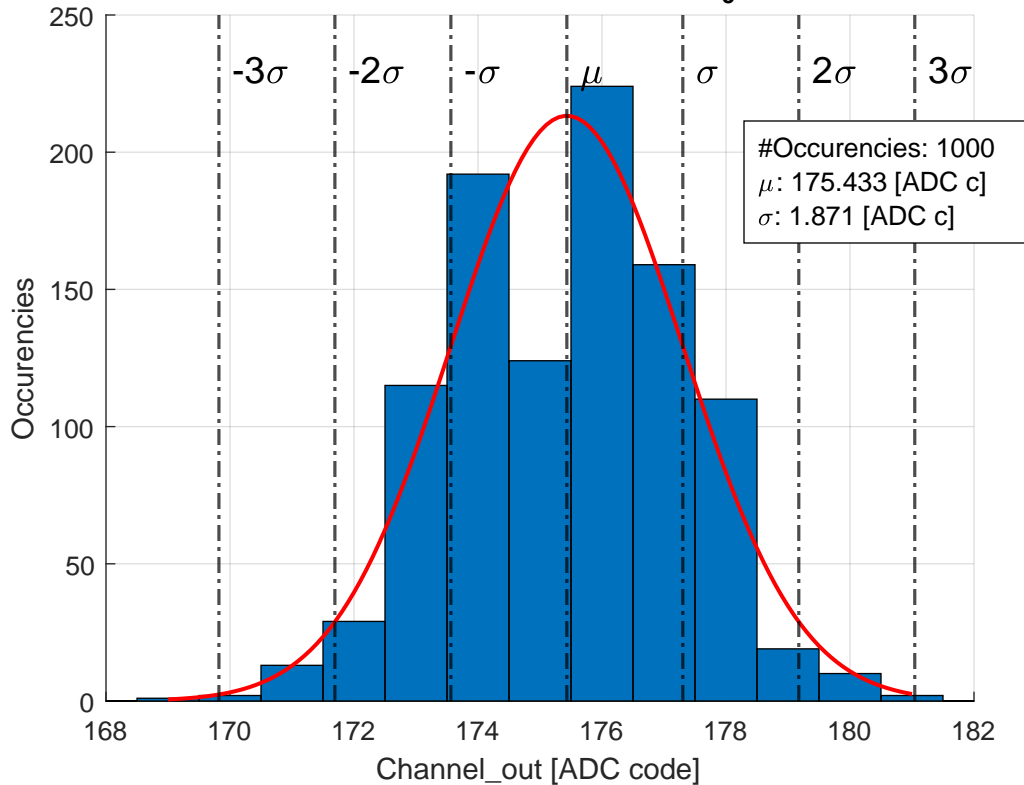 250
-3σ
-2σ
-σ
μ
σ
2σ
3σ
#Occurencies: 1000
μ: 175.433 [ADC c]
σ: 1.871 [ADC c]
200
150
100
50
0
Occurencies
168
170
172
174
176
178
180
182
Channel_out [ADC code]